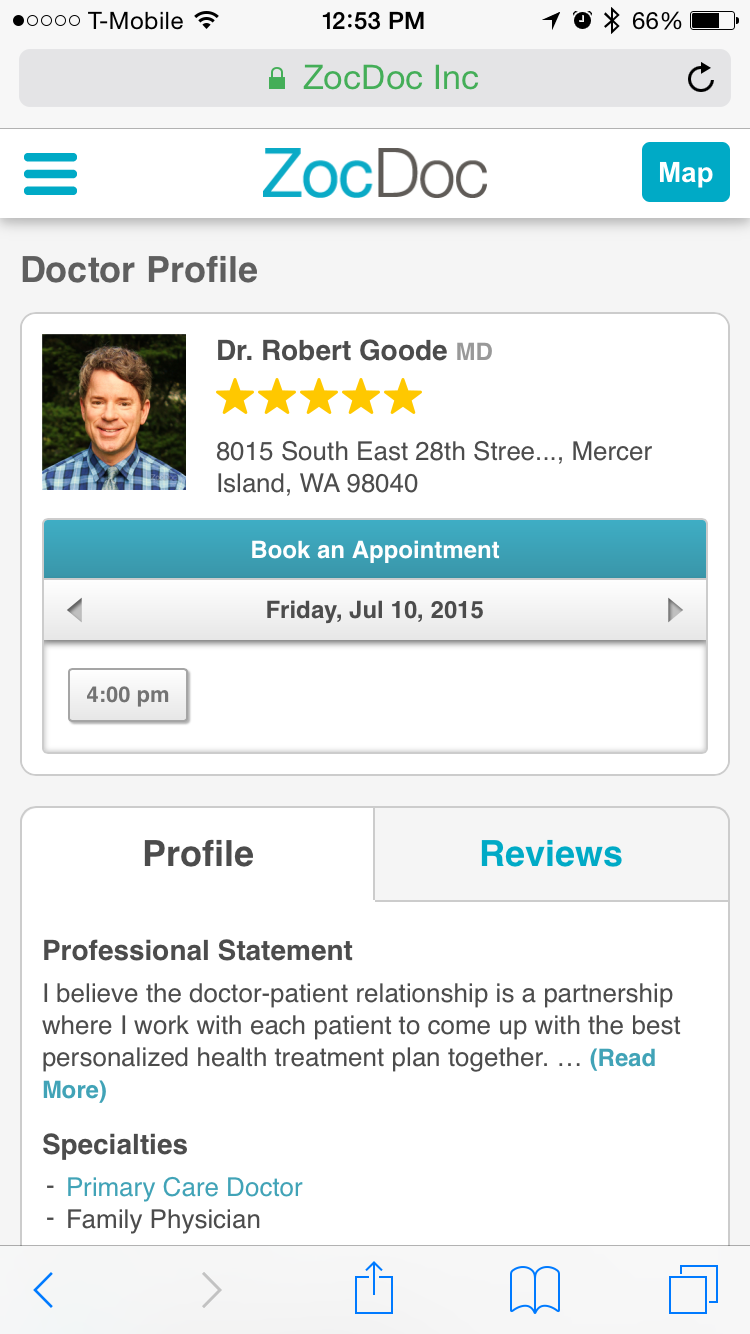 T-Mobile 12:53 PM 66%
ZocDoc Inc
ZocDoc Map
Doctor Profile
Dr. Robert Goode MD
8015 South East 28th Stree..., Mercer
Island, WA 98040
Book an Appointment
Friday, Jul 10, 2015
4:00 pm
Profile Reviews
Professional Statement
I believe the doctor-patient relationship is a partnership
where I work with each patient to come up with the best
personalized health treatment plan together. ... (Read
More)
Specialties
- Primary Care Doctor
- Family Physician